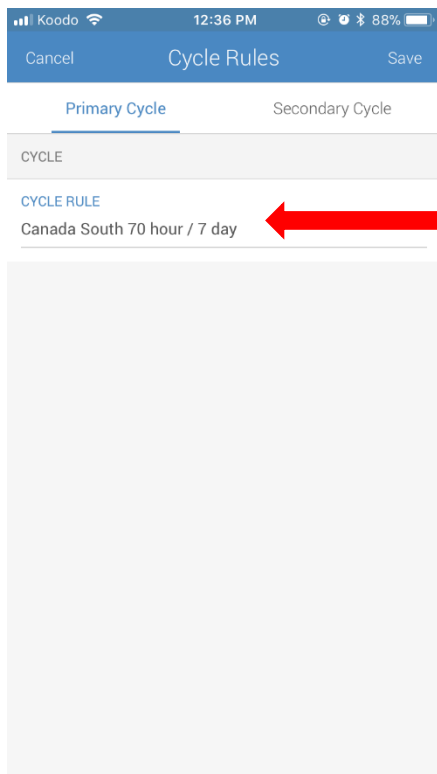 Koodo 12:36 PM 88%
Cancel Cycle Rules Save
Primary Cycle Secondary Cycle
CYCLE
CYCLE RULE
Canada South 70 hour / 7 day